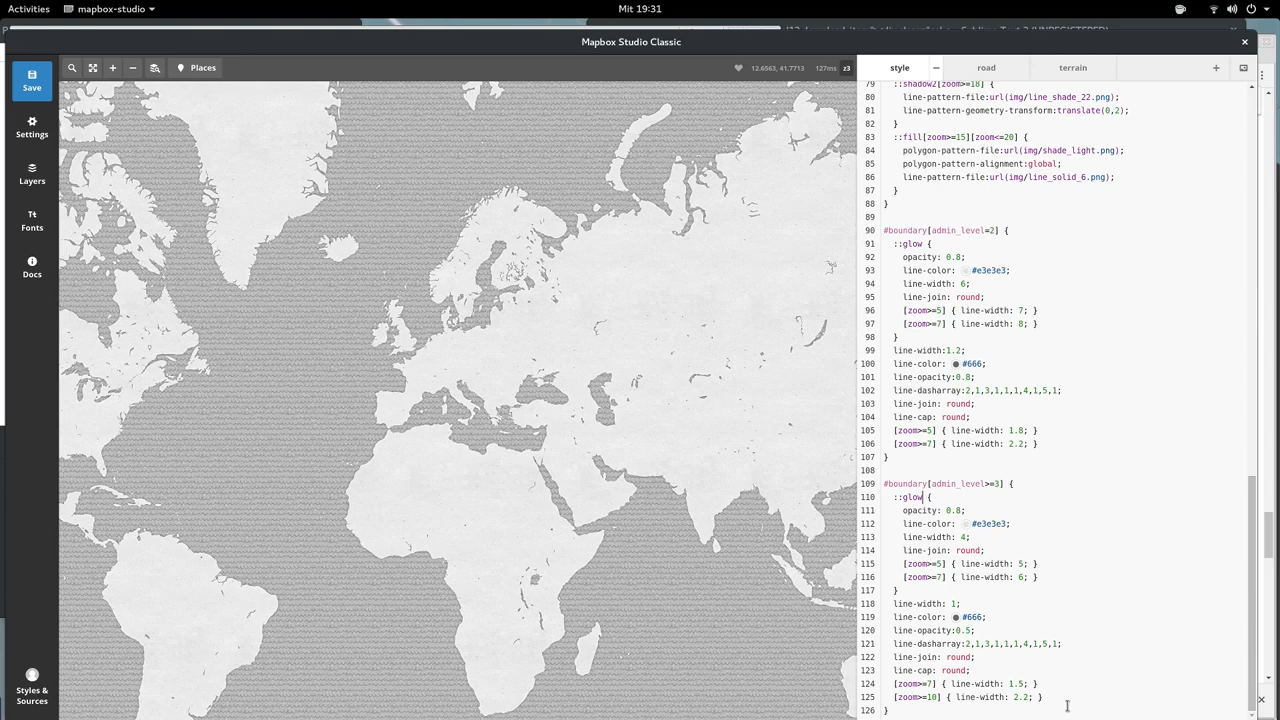 Activities mapbox-studio Mit 19:31
Mapbox Studio Classic ×
Save
Settings
Layers
Tt
Fonts
Docs
Styles & Sources
+ − Places 12.6563, 41.7713 127ms z3
style − road terrain +
79 ::shadow2[zoom>=18] {
80 line-pattern-file:url(img/line_shade_22.png);
81 line-pattern-geometry-transform:translate(0,2);
82 }
83 ::fill[zoom>=15][zoom<=20] {
84 polygon-pattern-file:url(img/shade_light.png);
85 polygon-pattern-alignment:global;
86 line-pattern-file:url(img/line_solid_6.png);
87 }
88 }
89
90 #boundary[admin_level=2] {
91 ::glow {
92 opacity: 0.8;
93 line-color: #e3e3e3;
94 line-width: 6;
95 line-join: round;
96 [zoom>=5] { line-width: 7; }
97 [zoom>=7] { line-width: 8; }
98 }
99 line-width:1.2;
100 line-color: #666;
101 line-opacity:0.8;
102 line-dasharray:2,1,3,1,1,1,4,1,5,1;
103 line-join: round;
104 line-cap: round;
105 [zoom>=5] { line-width: 1.8; }
106 [zoom>=7] { line-width: 2.2; }
107 }
108
109 #boundary[admin_level>=3] {
110 ::glow {
111 opacity: 0.8;
112 line-color: #e3e3e3;
113 line-width: 4;
114 line-join: round;
115 [zoom>=5] { line-width: 5; }
116 [zoom>=7] { line-width: 6; }
117 }
118 line-width: 1;
119 line-color: #666;
120 line-opacity:0.5;
121 line-dasharray:2,1,3,1,1,1,4,1,5,1;
122 line-join: round;
123 line-cap: round;
124 [zoom>=7] { line-width: 1.5; }
125 [zoom>=10] { line-width: 2.2; }
126 }